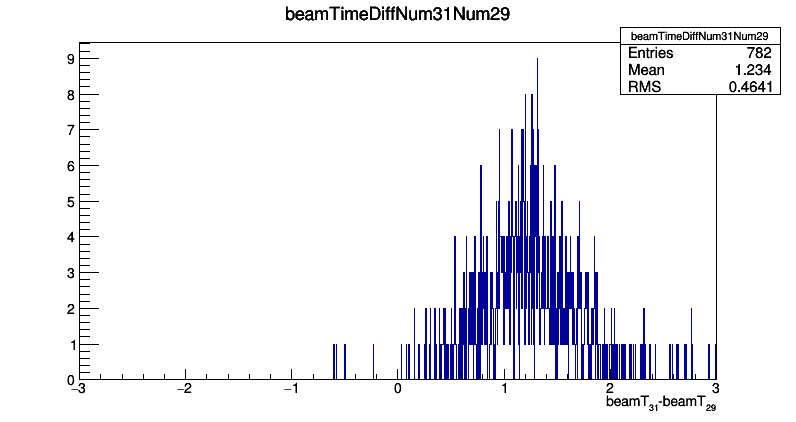 beamTimeDiffNum31Num29
beamTimeDiffNum31Num29
Entries 782
Mean 1.234
RMS 0.4641
9
8
7
6
5
4
3
2
1
0
−3 −2 −1 0 1 2 3
beamT31-beamT29